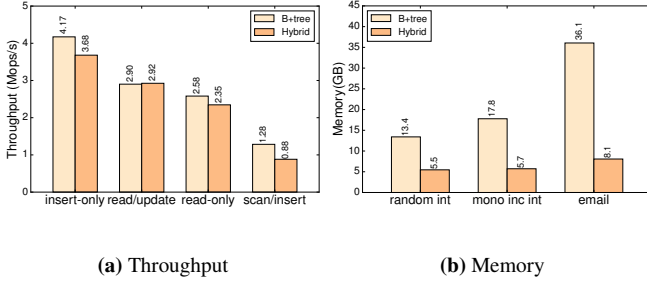 5
4
3
2
1
0
Throughput (Mops/s)
B+tree
Hybrid
4.17
3.68
2.90
2.92
2.58
2.35
1.28
0.88
insert-only read/update read-only scan/insert
(a) Throughput
45
35
30
25
20
15
10
5
0
Memory(GB)
B+tree
Hybrid
13.4
5.5
17.8
5.7
36.1
8.1
random int mono inc int email
(b) Memory